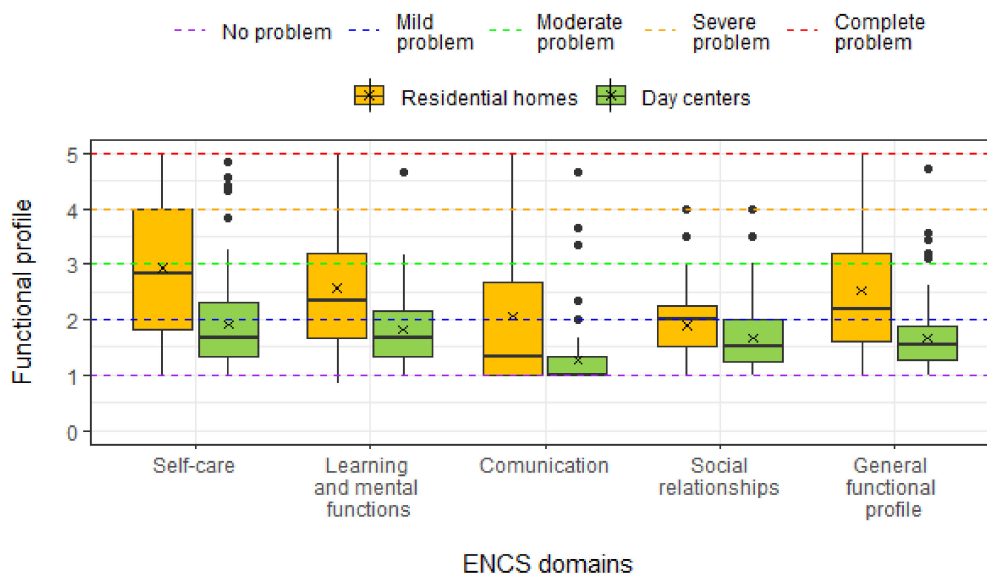 No problem
Mild
problem
Moderate
problem
Severe
problem
Complete
problem
Residential homes
Day centers
Functional profile
5
4
3
2
1
0
Self-care
Learning
and mental
functions
Comunication
Social
relationships
General
functional
profile
ENCS domains